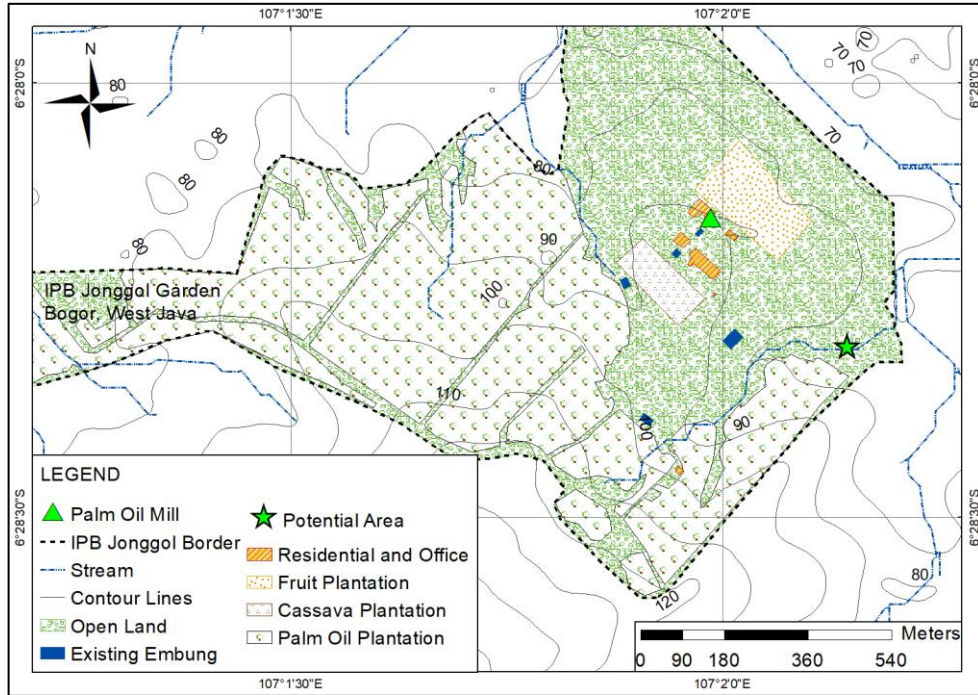 107°1'30"E
107°2'0"E
6°28'0"S
6°28'0"S
N
80
80
80
80
80
70
70
70
70
90
100
110
100
90
80
120
IPB Jonggol Garden
Bogor, West Java
6°28'30"S
6°28'30"S
LEGEND
Palm Oil Mill
IPB Jonggol Border
Stream
Contour Lines
Open Land
Existing Embung
Potential Area
Residential and Office
Fruit Plantation
Cassava Plantation
Palm Oil Plantation
Meters
0 90 180 360 540
107°1'30"E
107°2'0"E